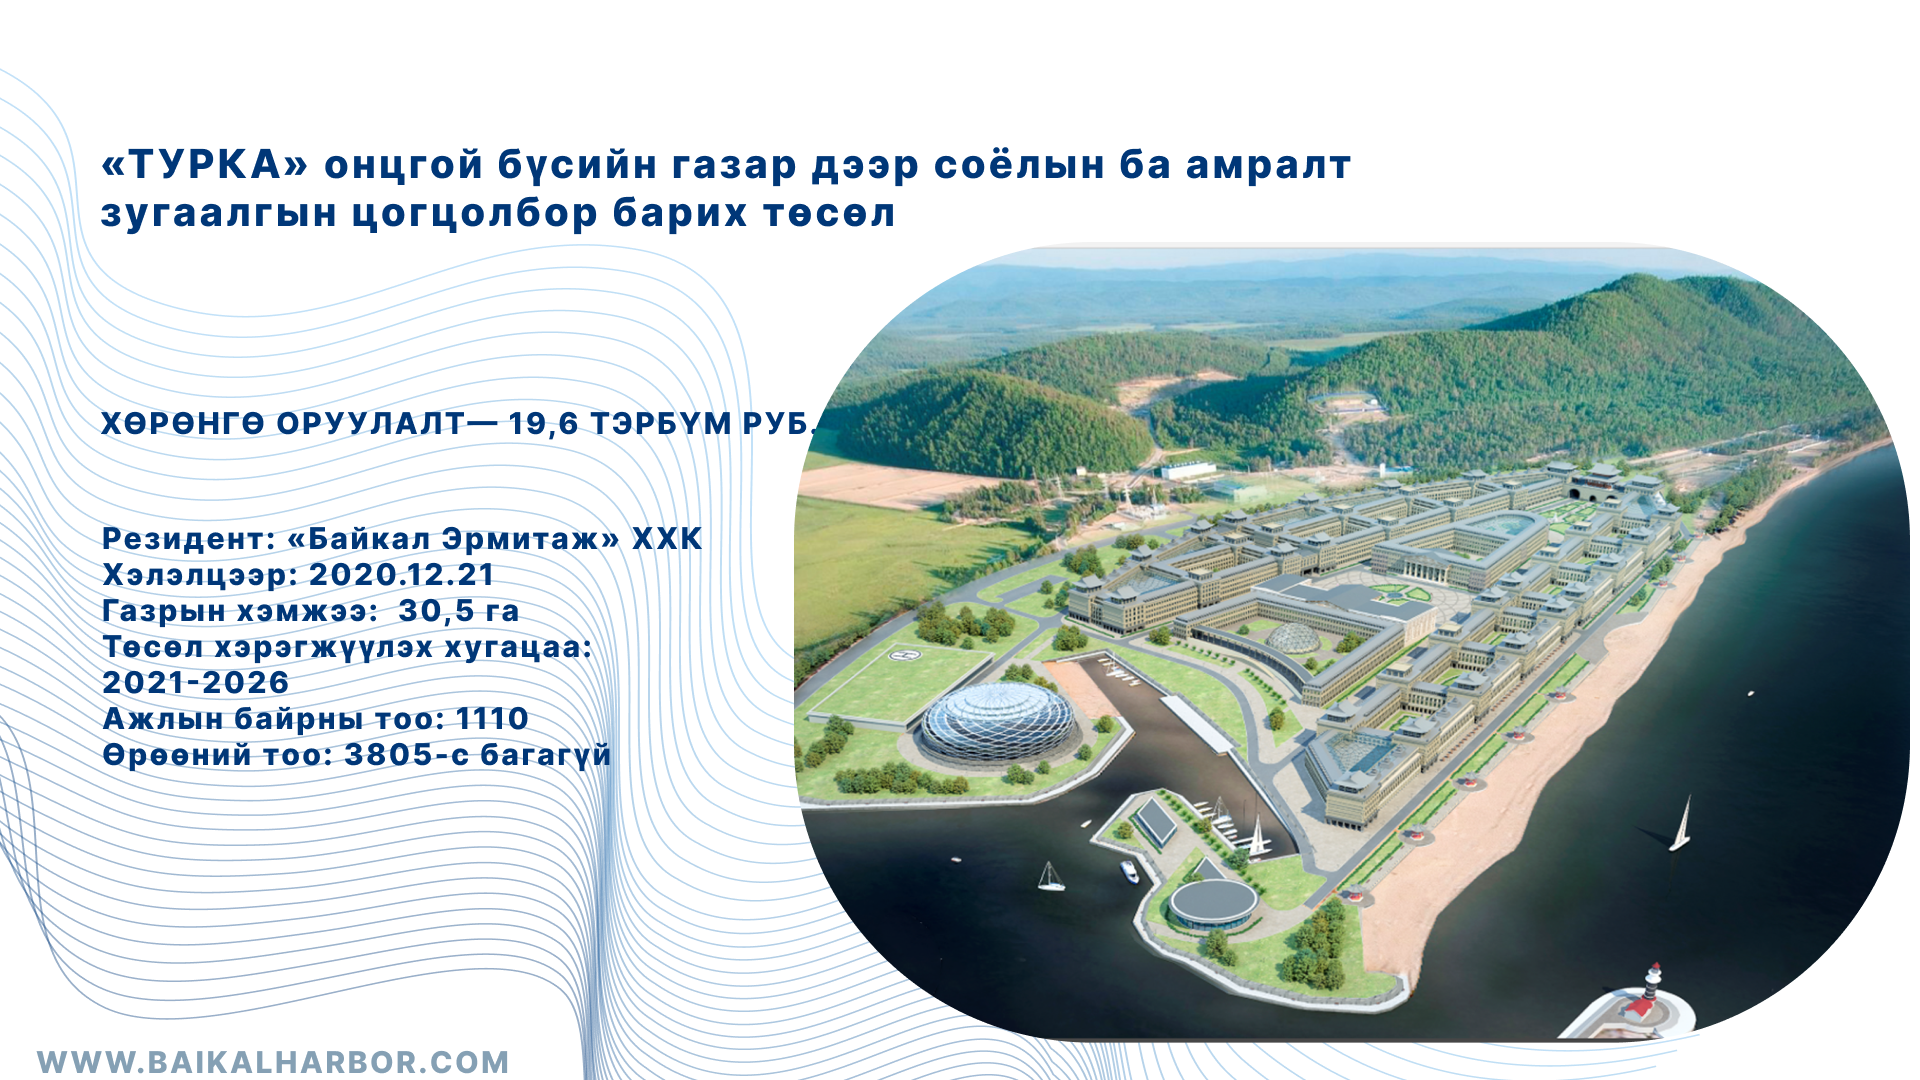 «ТУРКА» онцгой бүсийн газар дээр соёлын ба амралт
зугаалгын цогцолбор барих төсөл
ХӨРӨНГӨ ОРУУЛАЛТ— 19,6 ТЭРБҮМ РУБ.
Резидент: «Байкал Эрмитаж» ХХК
Хэлэлцээр: 2020.12.21
Газрын хэмжээ: 30,5 га
Төсөл хэрэгжүүлэх хугацаа:
2021-2026
Ажлын байрны тоо: 1110
Өрөөний тоо: 3805-с багагүй
WWW.BAIKALHARBOR.COM